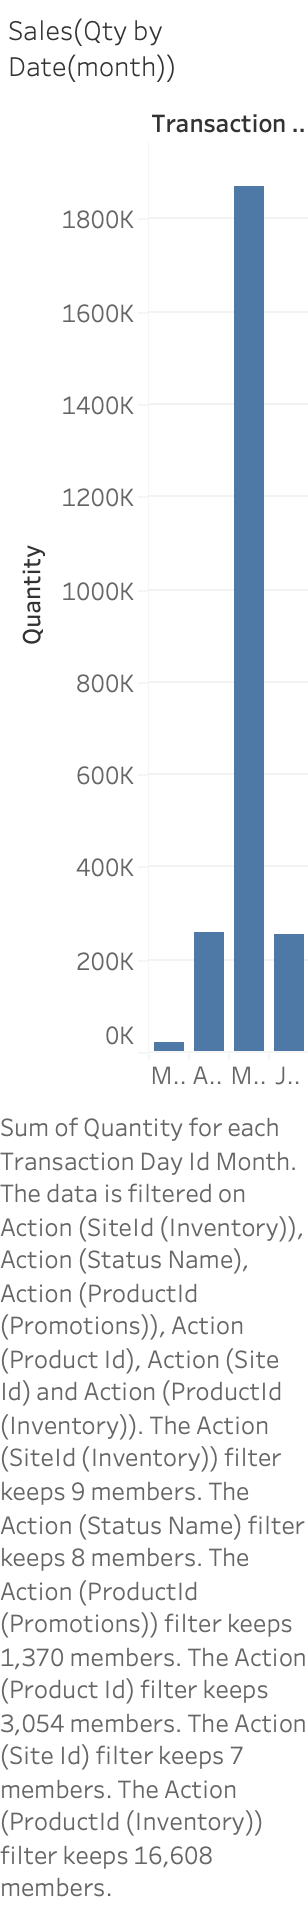 Sales(Qty by
Date(month))
Transaction ..
1800K
1600K
1400K
1200K
1000K
800K
600K
400K
200K
0K
Quantity
M.. A.. M.. J..
Sum of Quantity for each
Transaction Day Id Month.
The data is filtered on
Action (SiteId (Inventory)),
Action (Status Name),
Action (ProductId
(Promotions)), Action
(Product Id), Action (Site
Id) and Action (ProductId
(Inventory)). The Action
(SiteId (Inventory)) filter
keeps 9 members. The
Action (Status Name) filter
keeps 8 members. The
Action (ProductId
(Promotions)) filter keeps
1,370 members. The Action
(Product Id) filter keeps
3,054 members. The Action
(Site Id) filter keeps 7
members. The Action
(ProductId (Inventory))
filter keeps 16,608
members.